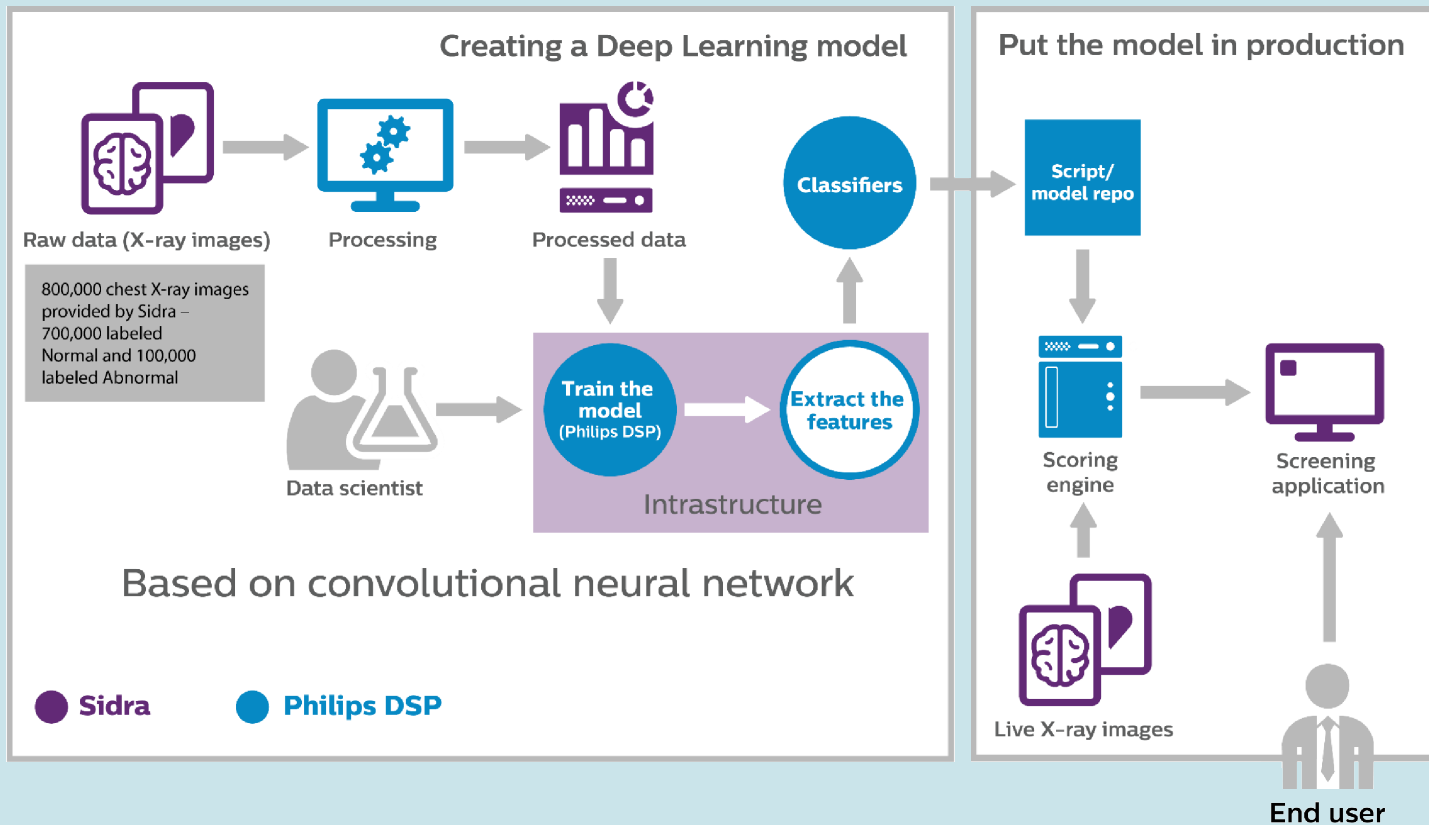 Creating a Deep Learning model
Raw data (X-ray images)
Processing
Processed data
800,000 chest X-ray images
provided by Sidra –
700,000 labeled
Normal and 100,000
labeled Abnormal
Data scientist
Train the
model
(Philips DSP)
Extract the
features
Intrastructure
Classifiers
Based on convolutional neural network
Sidra
Philips DSP
Put the model in production
Script/
model repo
Scoring
engine
Screening
application
Live X-ray images
End user